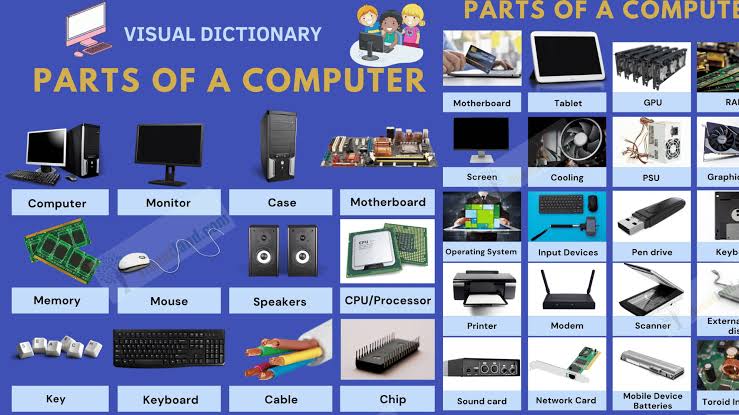 VISUAL DICTIONARY
PARTS OF A COMPUTER
Computer
Monitor
Case
Motherboard
Memory
Mouse
Speakers
CPU/Processor
Key
Keyboard
Cable
Chip
PARTS OF A COMPUTE
Motherboard
Tablet
GPU
RA
Screen
Cooling
PSU
Graphic
Operating System
Input Devices
Pen drive
Keyb
Printer
Modem
Scanner
Externa
dis
Sound card
Network Card
Mobile Device
Batteries
Toroid In